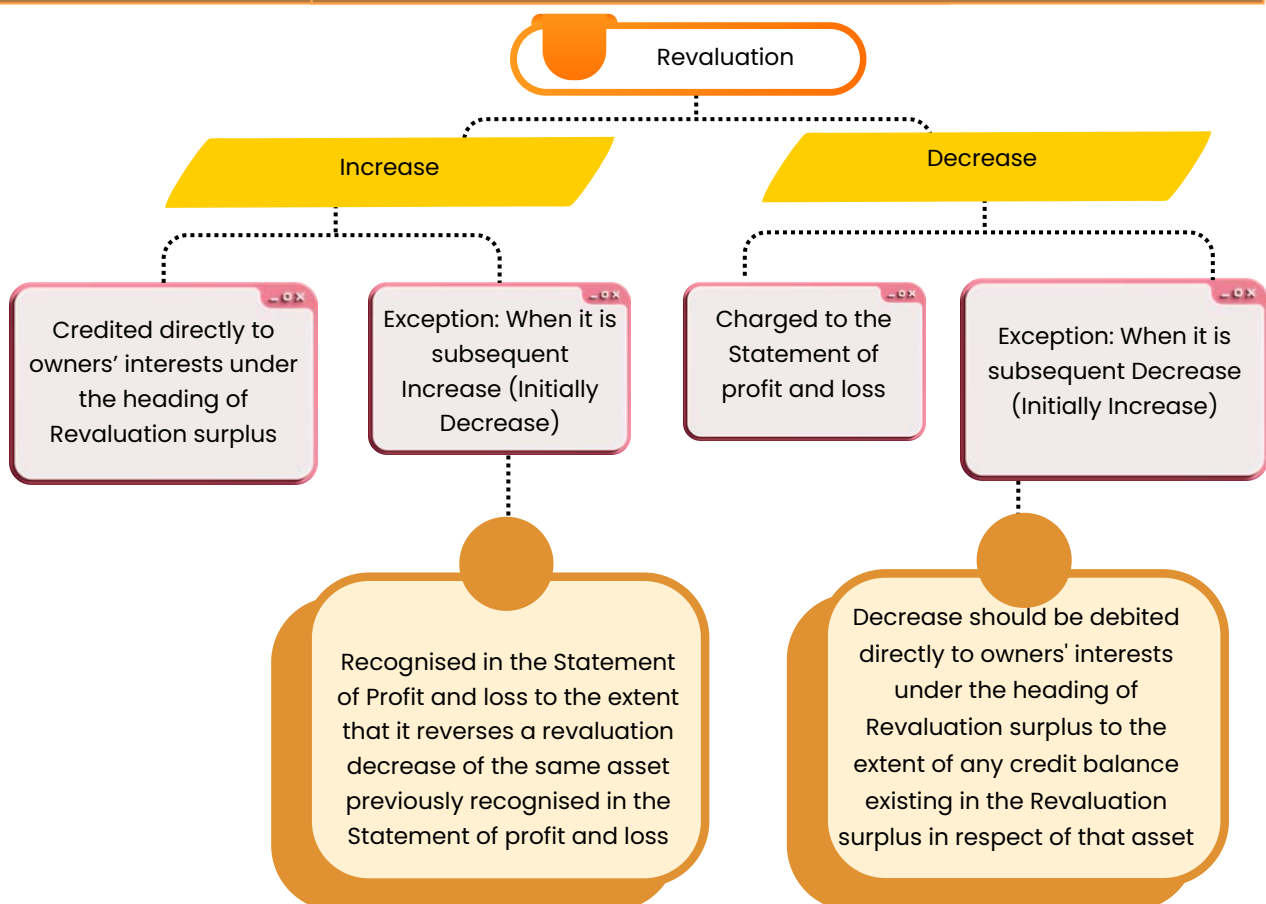 Revaluation
Increase
Decrease
Credited directly to
owners’ interests under
the heading of
Revaluation surplus
Exception: When it is
subsequent
Increase (Initially
Decrease)
Charged to the
Statement of
profit and loss
Exception: When it is
subsequent Decrease
(Initially Increase)
Recognised in the Statement
of Profit and loss to the extent
that it reverses a revaluation
decrease of the same asset
previously recognised in the
Statement of profit and loss
Decrease should be debited
directly to owners' interests
under the heading of
Revaluation surplus to the
extent of any credit balance
existing in the Revaluation
surplus in respect of that asset